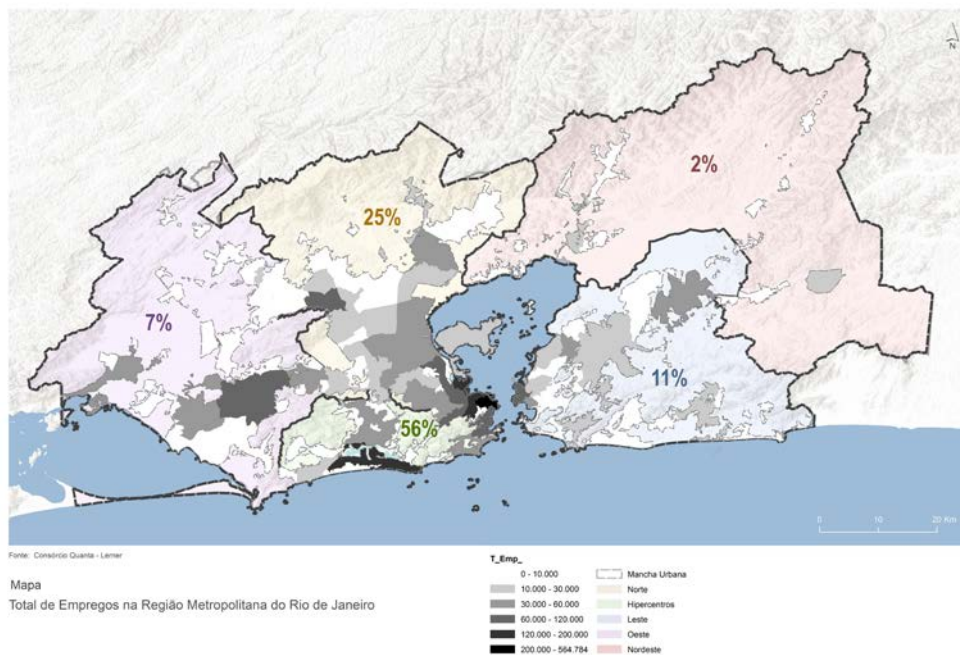 N
2%
25%
7%
11%
56%
0 10 20 Km
Fonte: Consórcio Quanta - Lerner
Mapa
Total de Empregos na Região Metropolitana do Rio de Janeiro
T_Emp_
0 - 10.000
10.000 - 30.000
30.000 - 60.000
60.000 - 120.000
120.000 - 200.000
200.000 - 564.784
Mancha Urbana
Norte
Hipercentros
Leste
Oeste
Nordeste